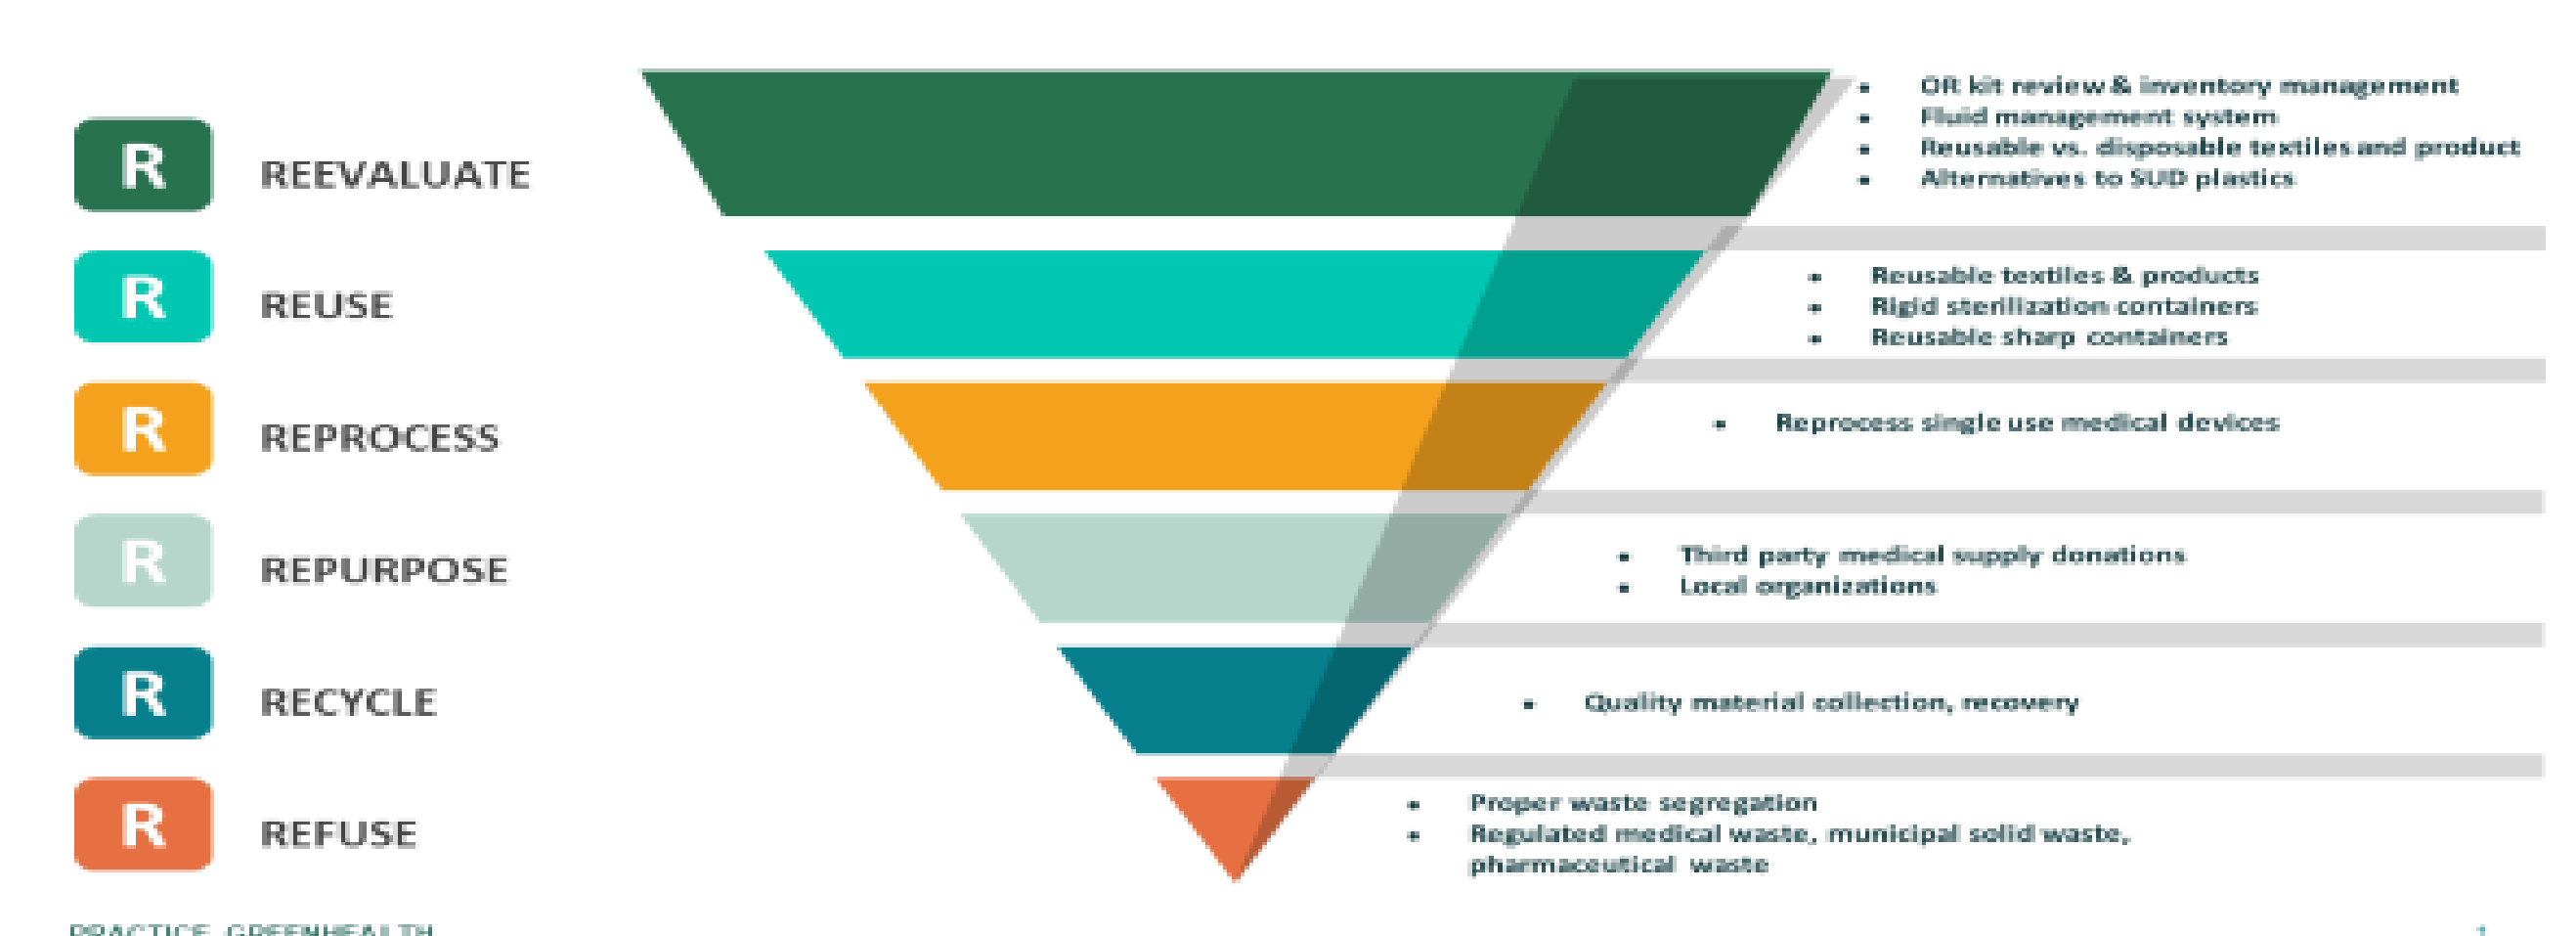 R REEVALUATE
• OR kit review & inventory management
• Fluid management system
• Reusable vs. disposable textiles and product
• Alternatives to SUD plastics
R REUSE
• Reusable textiles & products
• Rigid sterilization containers
• Reusable sharp containers
R REPROCESS
• Reprocess single use medical devices
R REPURPOSE
• Third party medical supply donations
• Local organizations
R RECYCLE
• Quality material collection, recovery
R REFUSE
• Proper waste segregation
• Regulated medical waste, municipal solid waste,
pharmaceutical waste
PRACTICE GREENHEALTH